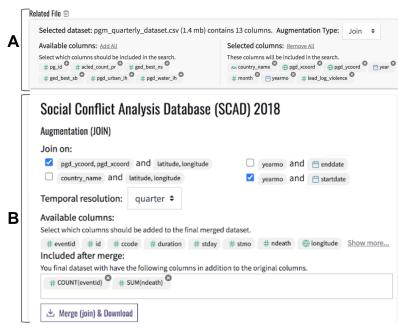 Related File
A
Selected dataset: pgm_quarterly_dataset.csv (1.4 mb) contains 13 columns. Augmentation Type: Join
Available columns: Add All
Select which columns should be included in the search.
# pg_id # acled_count_pr # ged_best_ns
# ged_best_sb # pgd_urban_ih # pgd_water_ih
Selected columns: Remove All
These columns will be included in the search.
country_name pgd_xcoord pgd_ycoord year
# month yearmo # lead_log_violence
B
Social Conflict Analysis Database (SCAD) 2018
Augmentation (JOIN)
Join on:
pgd_ycoord, pgd_xcoord and latitude, longitude yearmo and enddate
country_name and latitude, longitude yearmo and startdate
Temporal resolution: quarter
Available columns:
Select which columns should be added to the final merged dataset.
# eventid # id # ccode # duration # stday # stmo # ndeath longitude Show more...
Included after merge:
You final dataset with have the following columns in addition to the original columns.
# COUNT(eventid) # SUM(ndeath)
Merge (join) & Download